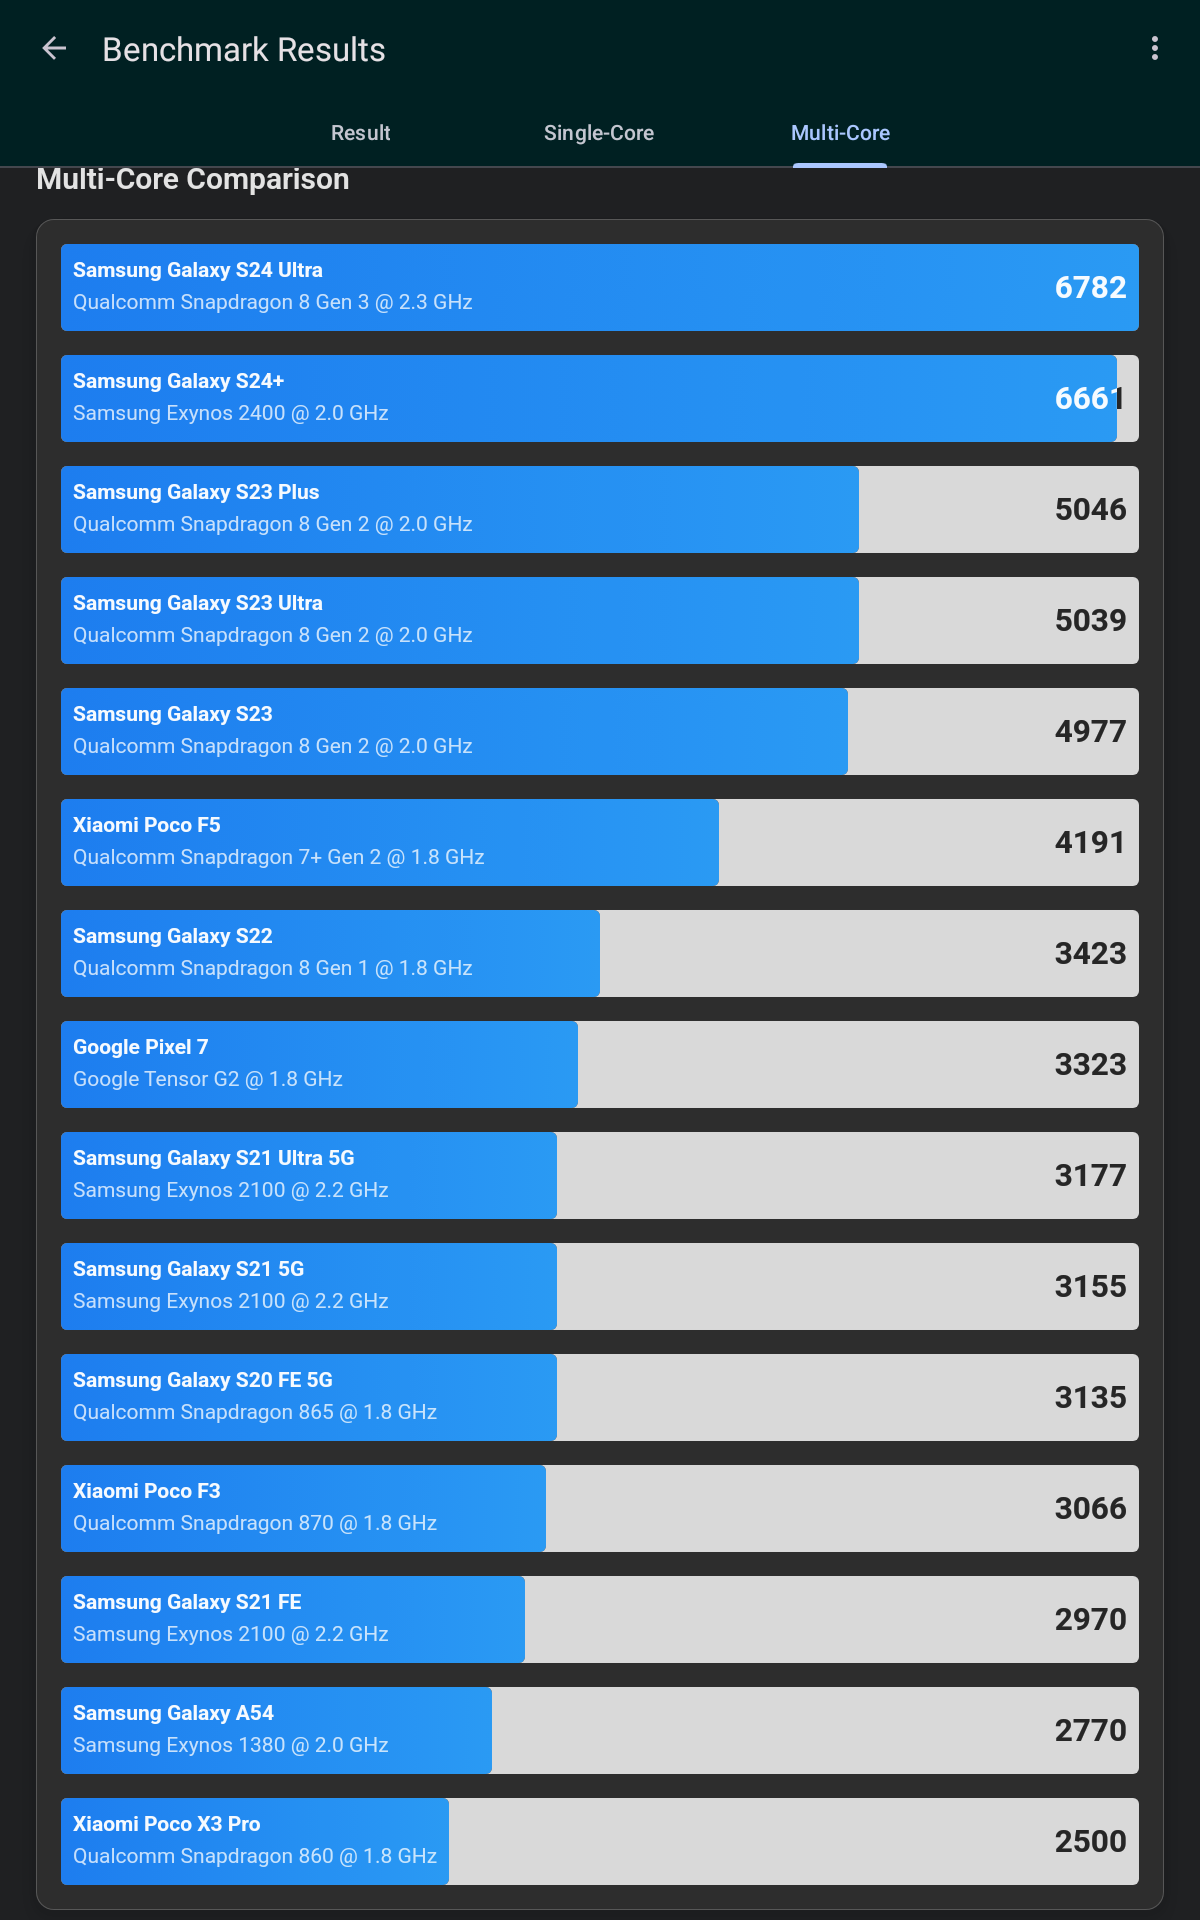 Benchmark Results
Result
Single-Core
Multi-Core
Multi-Core Comparison
Samsung Galaxy S24 Ultra
Qualcomm Snapdragon 8 Gen 3 @ 2.3 GHz
6782
Samsung Galaxy S24+
Samsung Exynos 2400 @ 2.0 GHz
6661
Samsung Galaxy S23 Plus
Qualcomm Snapdragon 8 Gen 2 @ 2.0 GHz
5046
Samsung Galaxy S23 Ultra
Qualcomm Snapdragon 8 Gen 2 @ 2.0 GHz
5039
Samsung Galaxy S23
Qualcomm Snapdragon 8 Gen 2 @ 2.0 GHz
4977
Xiaomi Poco F5
Qualcomm Snapdragon 7+ Gen 2 @ 1.8 GHz
4191
Samsung Galaxy S22
Qualcomm Snapdragon 8 Gen 1 @ 1.8 GHz
3423
Google Pixel 7
Google Tensor G2 @ 1.8 GHz
3323
Samsung Galaxy S21 Ultra 5G
Samsung Exynos 2100 @ 2.2 GHz
3177
Samsung Galaxy S21 5G
Samsung Exynos 2100 @ 2.2 GHz
3155
Samsung Galaxy S20 FE 5G
Qualcomm Snapdragon 865 @ 1.8 GHz
3135
Xiaomi Poco F3
Qualcomm Snapdragon 870 @ 1.8 GHz
3066
Samsung Galaxy S21 FE
Samsung Exynos 2100 @ 2.2 GHz
2970
Samsung Galaxy A54
Samsung Exynos 1380 @ 2.0 GHz
2770
Xiaomi Poco X3 Pro
Qualcomm Snapdragon 860 @ 1.8 GHz
2500